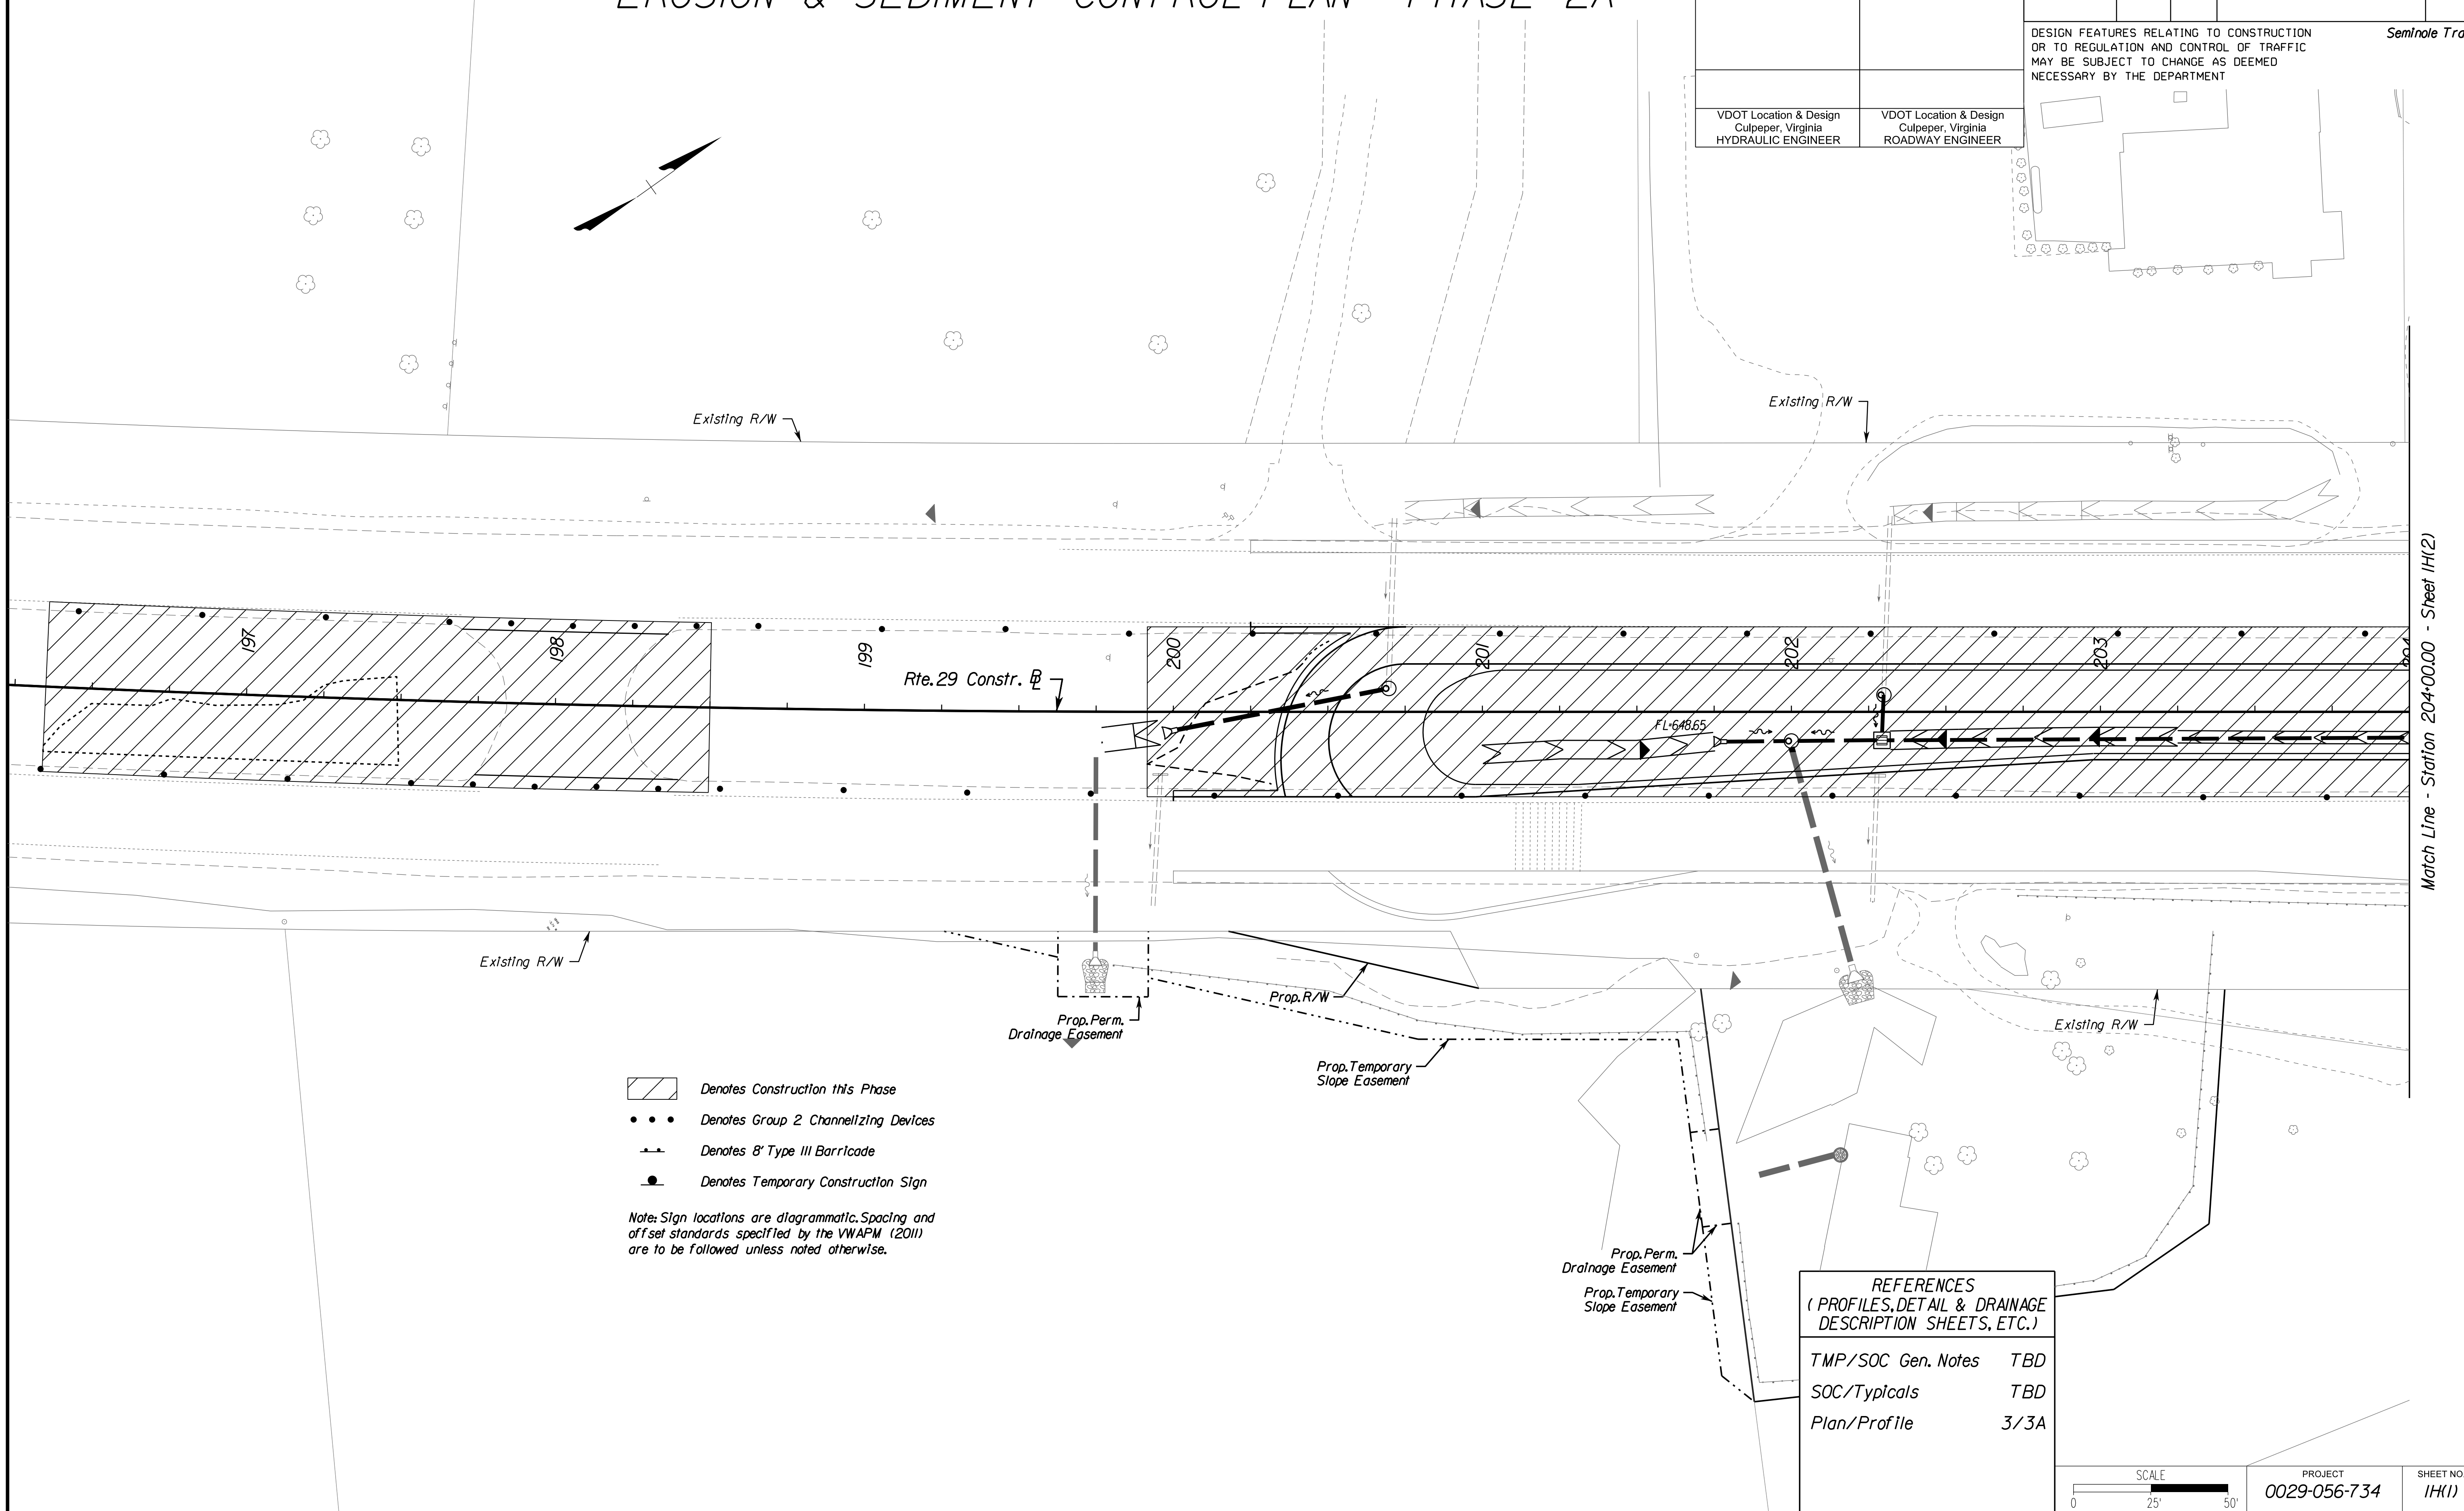 EROSION & SEDIMENT CONTROL PLAN - PHASE 2A
DESIGN FEATURES RELATING TO CONSTRUCTION
OR TO REGULATION AND CONTROL OF TRAFFIC
MAY BE SUBJECT TO CHANGE AS DEEMED
NECESSARY BY THE DEPARTMENT
Seminole Tra
VDOT Location & Design
Culpeper, Virginia
HYDRAULIC ENGINEER
VDOT Location & Design
Culpeper, Virginia
ROADWAY ENGINEER
Existing R/W
Existing R/W
197
198
199
200
201
202
203
204
Rte. 29 Constr. BL
FL=648.65
Match Line - Station 204+00.00 - Sheet 1H(2)
Existing R/W
Prop. R/W
Prop. Perm.
Drainage Easement
Existing R/W
Prop. Temporary
Slope Easement
Denotes Construction this Phase
Denotes Group 2 Channelizing Devices
Denotes 8' Type III Barricade
Denotes Temporary Construction Sign
Note: Sign locations are diagrammatic. Spacing and
offset standards specified by the VWAPM (2011)
are to be followed unless noted otherwise.
Prop. Perm.
Drainage Easement
Prop. Temporary
Slope Easement
REFERENCES
( PROFILES, DETAIL & DRAINAGE
DESCRIPTION SHEETS, ETC.)
TMP/SOC Gen. Notes TBD
SOC/Typicals TBD
Plan/Profile 3/3A
SCALE
0 25' 50'
PROJECT
0029-056-734
SHEET NO.
1H(1)